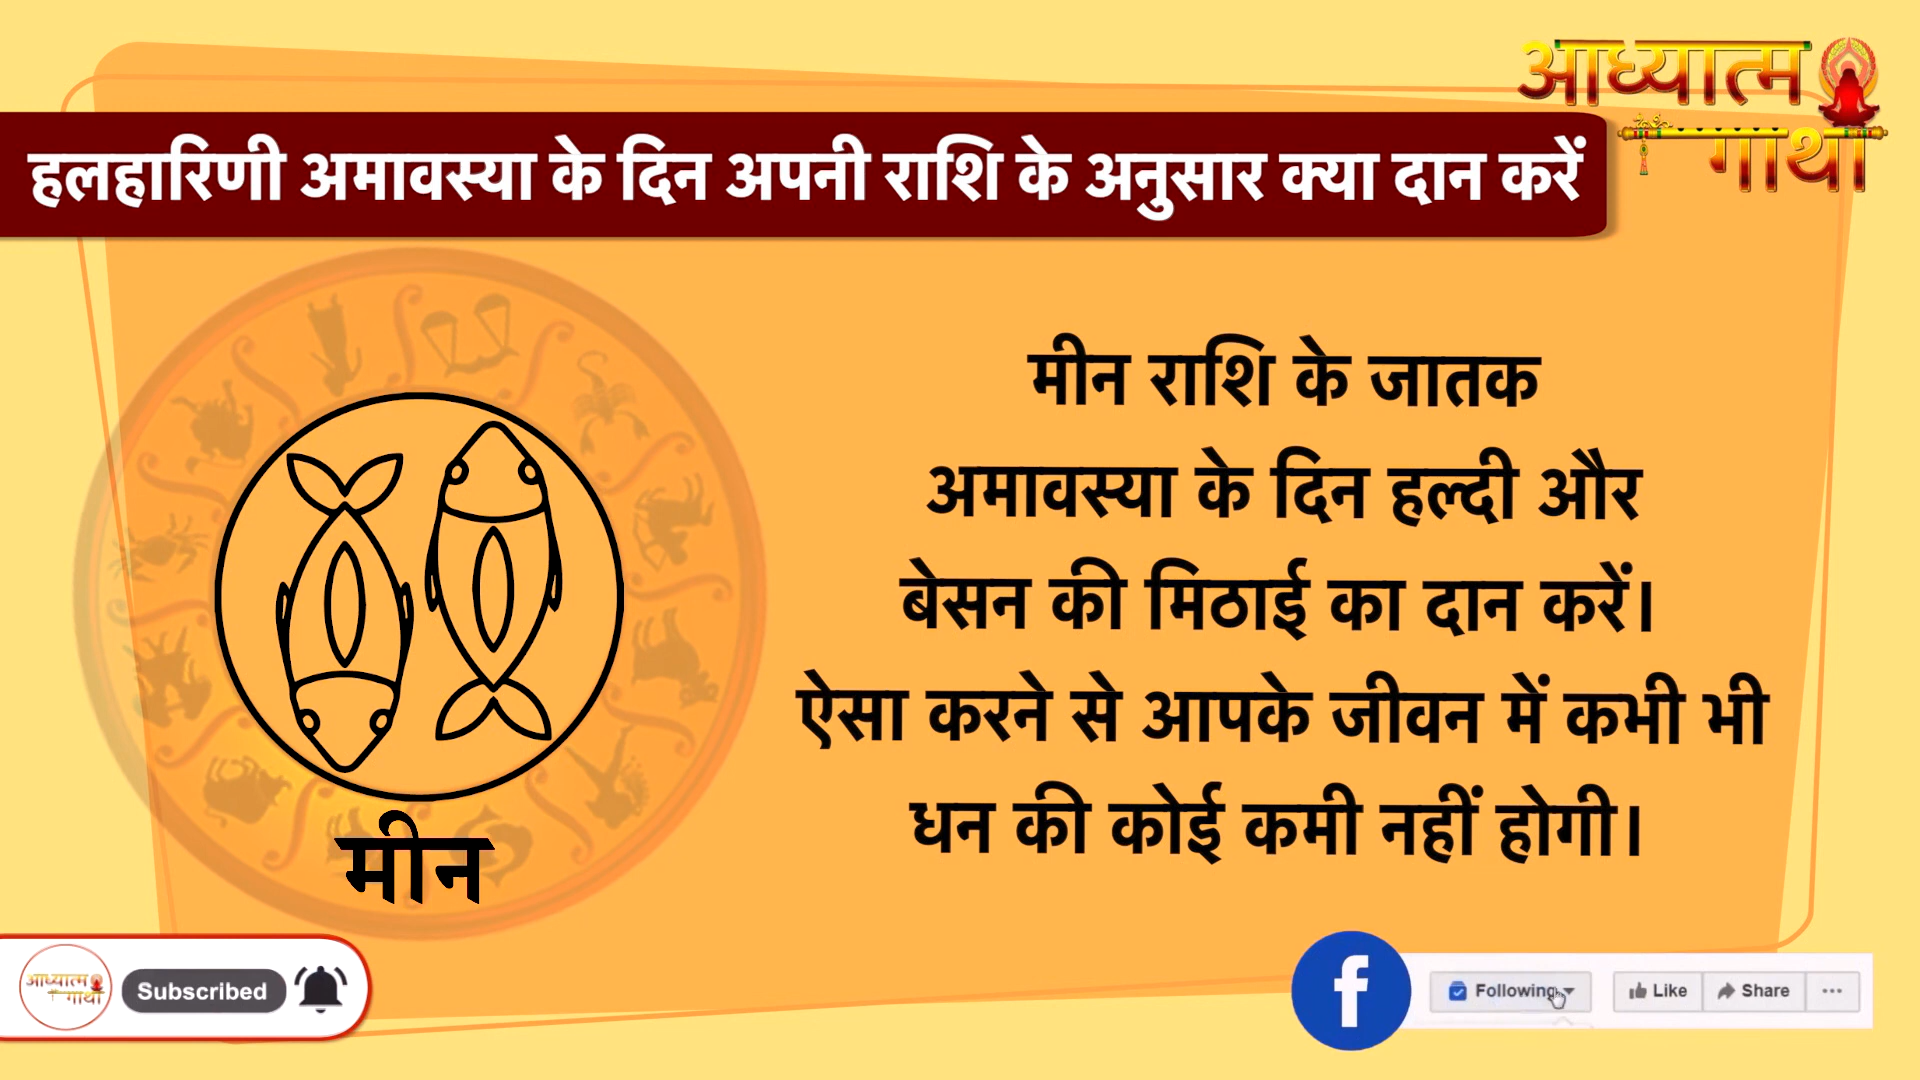 आध्यात्म
गाथा
हलहारिणी अमावस्या के दिन अपनी राशि के अनुसार क्या दान करें
मीन राशि के जातक
अमावस्या के दिन हल्दी और
बेसन की मिठाई का दान करें।
ऐसा करने से आपके जीवन में कभी भी
धन की कोई कमी नहीं होगी।
मीन
आध्यात्म
गाथा
Subscribed
f
Following
Like
Share